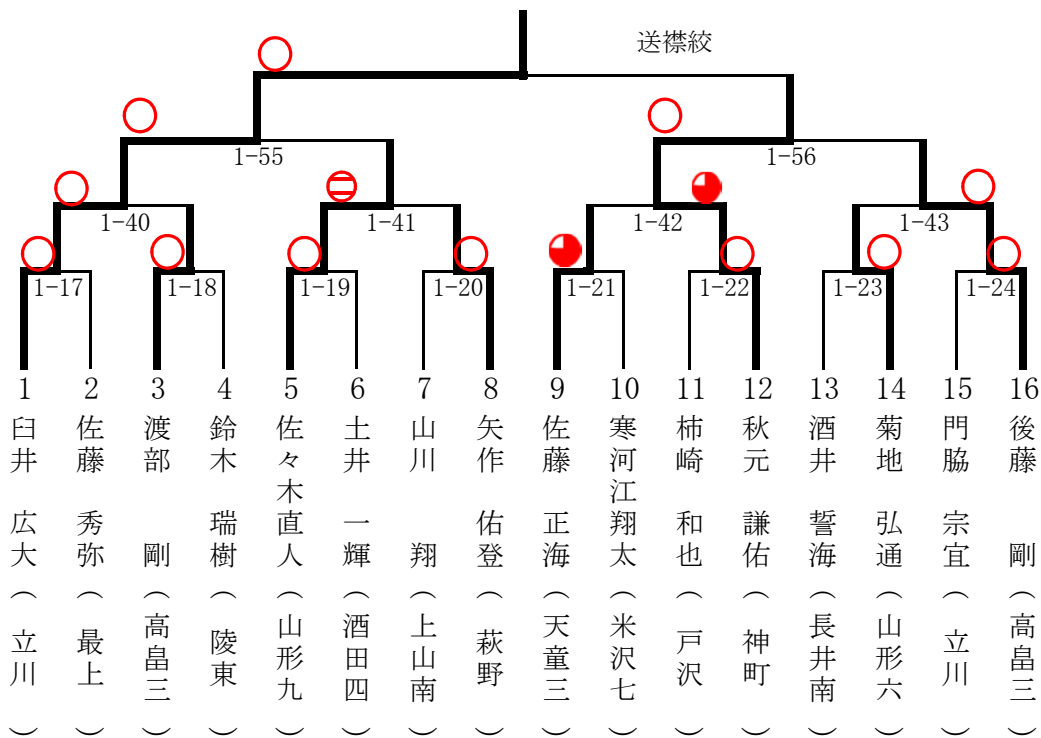 送襟絞
1-55
1-56
1-40
1-41
1-42
1-43
1-17
1-18
1-19
1-20
1-21
1-22
1-23
1-24
1
2
3
4
5
6
7
8
9
10
11
12
13
14
15
16
臼井 広大（立川）
佐藤 秀弥（最上）
渡部 剛（高畠三）
鈴木 瑞樹（陵東）
佐々木直人（山形九）
土井 一輝（酒田四）
山川 翔（上山南）
矢作 佑登（萩野）
佐藤 正海（天童三）
寒河江翔太（米沢七）
柿崎 和也（戸沢）
秋元 謙佑（神町）
酒井 誓海（長井南）
菊地 弘通（山形六）
門脇 宗宜（立川）
後藤 剛（高畠三）